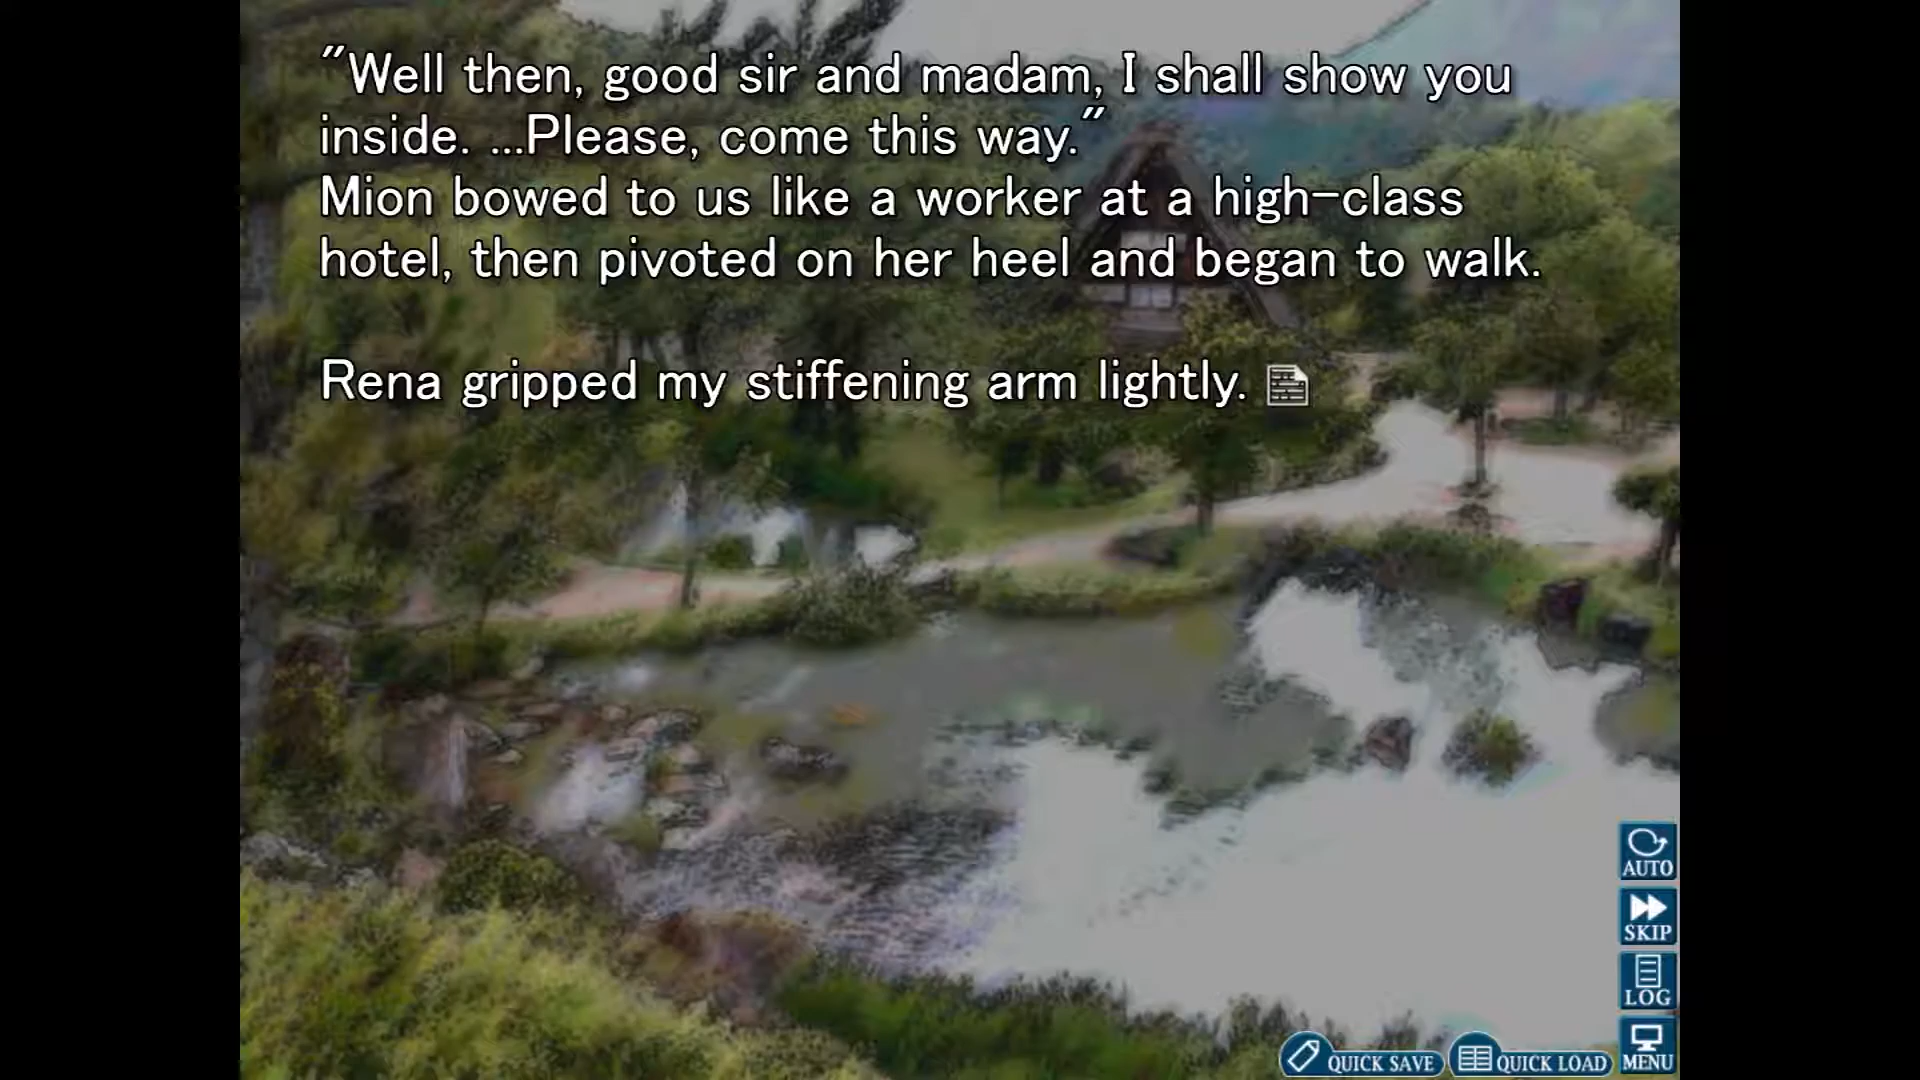 "Well then, good sir and madam, I shall show you
inside. ...Please, come this way."
Mion bowed to us like a worker at a high-class
hotel, then pivoted on her heel and began to walk.
Rena gripped my stiffening arm lightly.
AUTO
SKIP
LOG
MENU
QUICK SAVE
QUICK LOAD